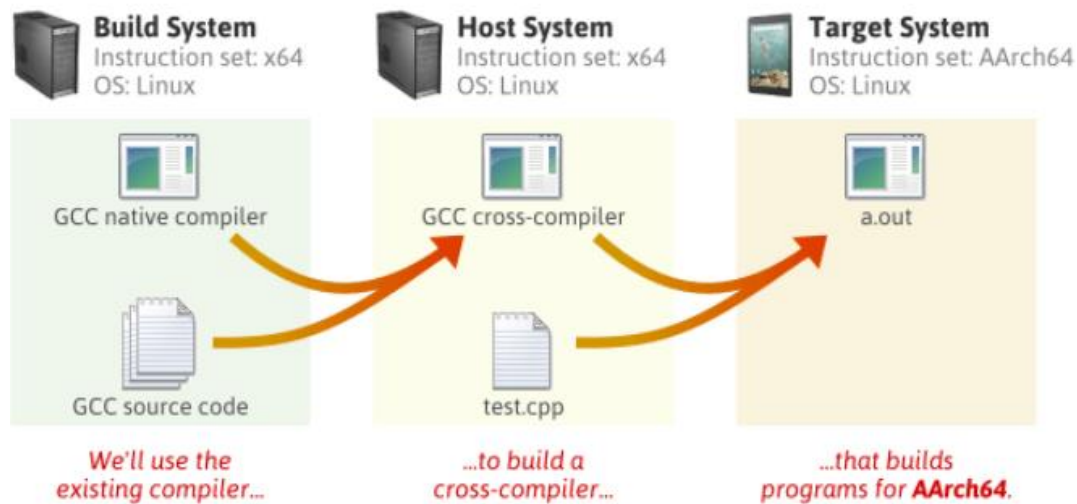 Build System
Instruction set: x64
OS: Linux
Host System
Instruction set: x64
OS: Linux
Target System
Instruction set: AArch64
OS: Linux
GCC native compiler
GCC cross-compiler
a.out
GCC source code
test.cpp
We'll use the
existing compiler...
...to build a
cross-compiler...
...that builds
programs for AArch64.